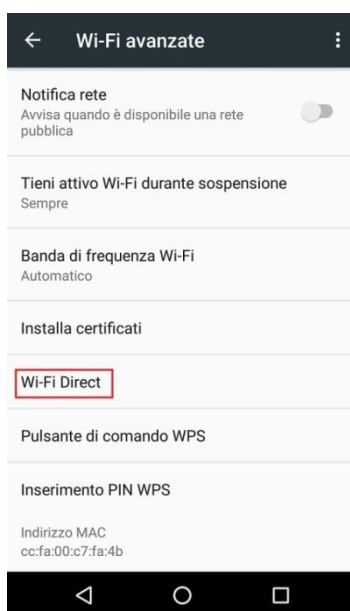 Wi-Fi avanzate
Notifica rete
Avvisa quando è disponibile una rete
pubblica
Tieni attivo Wi-Fi durante sospensione
Sempre
Banda di frequenza Wi-Fi
Automatico
Installa certificati
Wi-Fi Direct
Pulsante di comando WPS
Inserimento PIN WPS
Indirizzo MAC
cc:fa:00:c7:fa:4b